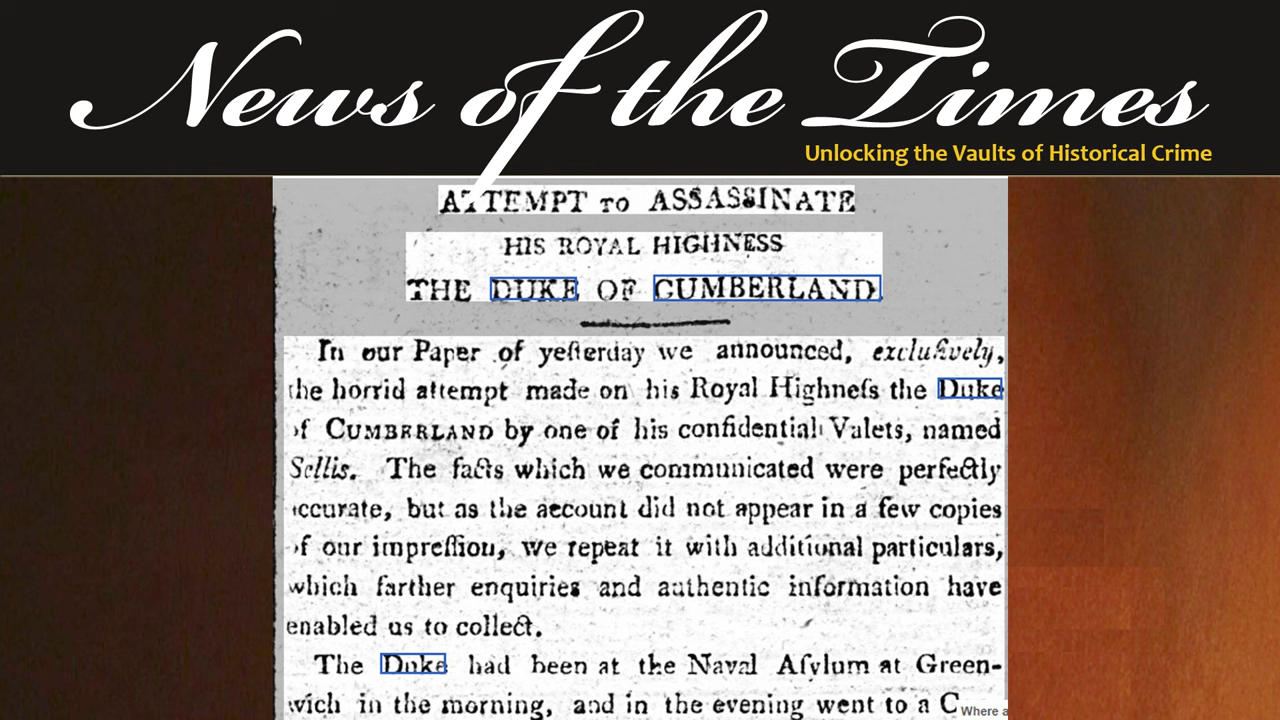 News of the Times
Unlocking the Vaults of Historical Crime
ATTEMPT TO ASSASSINATE
HIS ROYAL HIGHNESS
THE DUKE OF CUMBERLAND.
In our Paper of yeſterday we announced, excluſively,
the horrid attempt made on his Royal Highneſs the Duke
of CUMBERLAND by one of his confidential Valets, named
Sellis. The facts which we communicated were perfectly
accurate, but as the account did not appear in a few copies
of our impreſſion, we repeat it with additional particulars,
which farther enquiries and authentic information have
enabled us to collect.
The Duke had been at the Naval Aſylum at Green-
wich in the morning, and in the evening went to a C
Where a